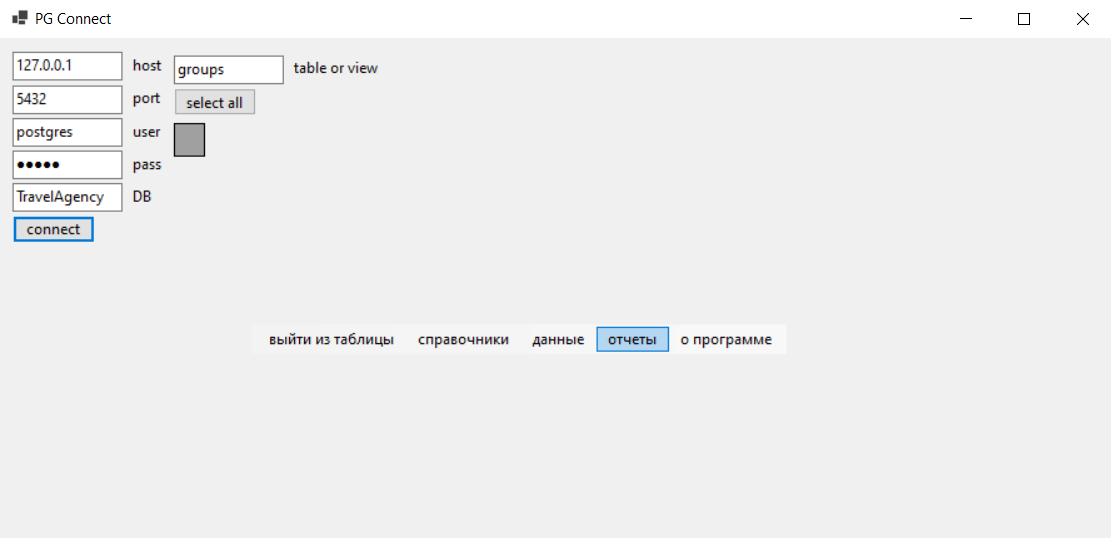 PG Connect
127.0.0.1 host groups table or view
5432 port select all
postgres user
●●●●● pass
TravelAgency DB
connect
выйти из таблицы справочники данные отчеты о программе